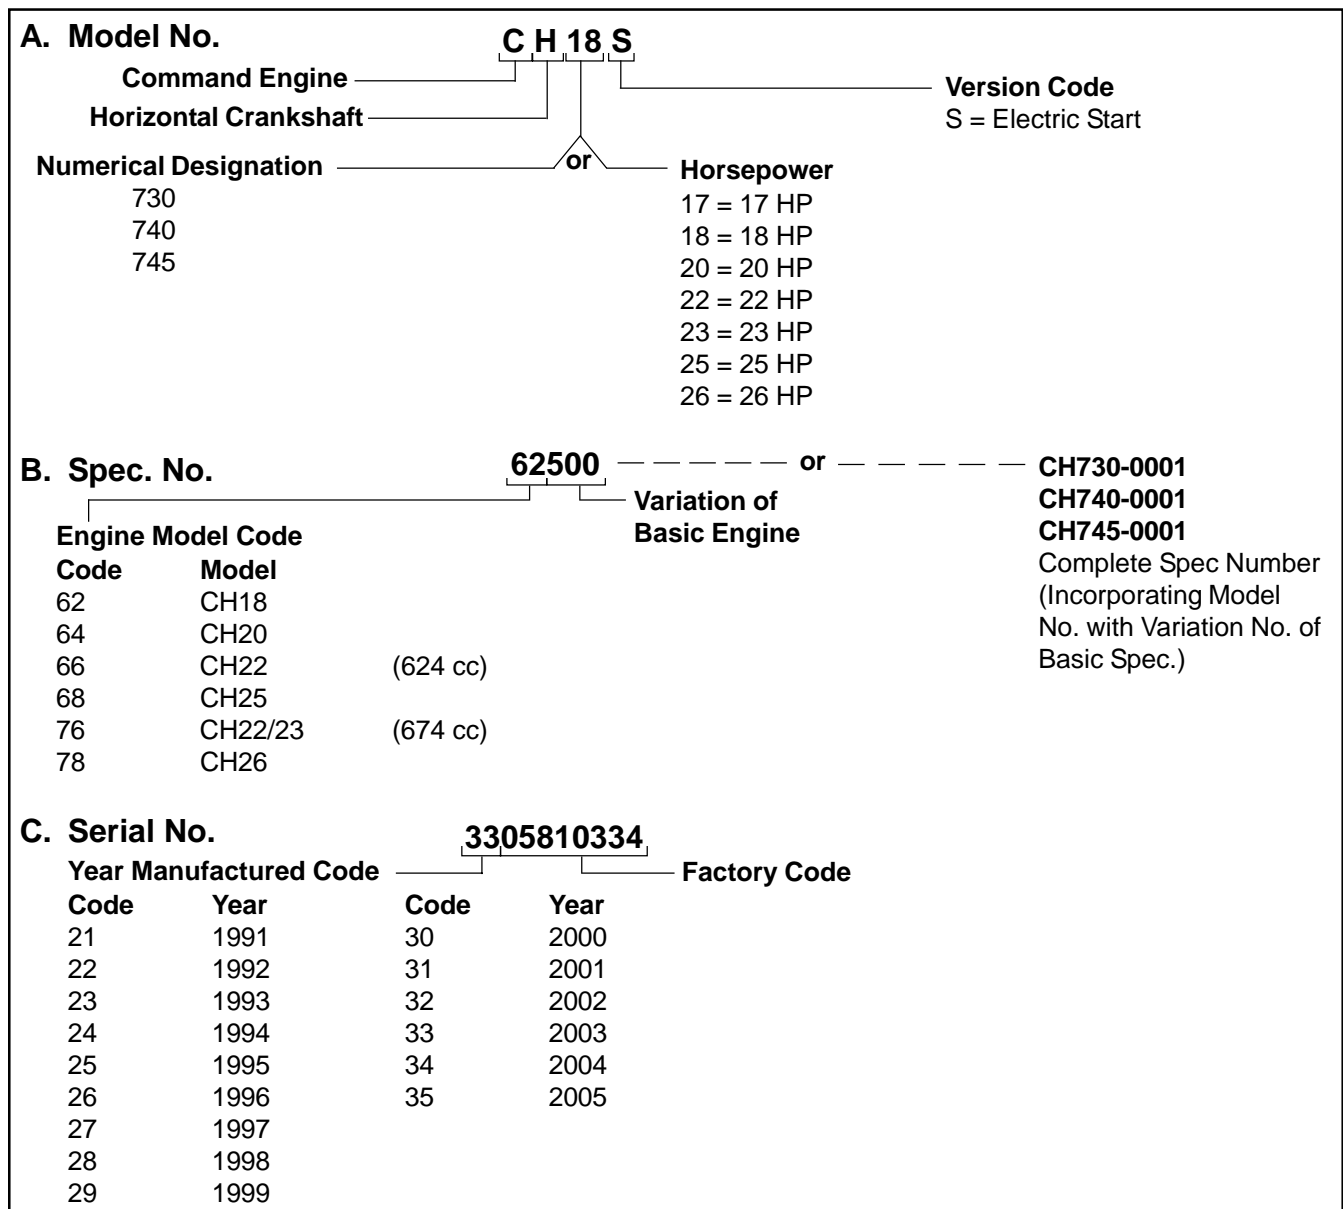 A. Model No.
C H 18 S
Command Engine
Version Code
Horizontal Crankshaft
S = Electric Start
Numerical Designation
or
Horsepower
730
740
745
17 = 17 HP
18 = 18 HP
20 = 20 HP
22 = 22 HP
23 = 23 HP
25 = 25 HP
26 = 26 HP
B. Spec. No.
62500
or
CH730-0001
CH740-0001
CH745-0001
Complete Spec Number
(Incorporating Model
No. with Variation No. of
Basic Spec.)
Variation of
Basic Engine
Engine Model Code
Code Model
62 CH18
64 CH20
66 CH22 (624 cc)
68 CH25
76 CH22/23 (674 cc)
78 CH26
C. Serial No.
3305810334
Year Manufactured Code
Factory Code
Code Year Code Year
21 1991 30 2000
22 1992 31 2001
23 1993 32 2002
24 1994 33 2003
25 1995 34 2004
26 1996 35 2005
27 1997
28 1998
29 1999